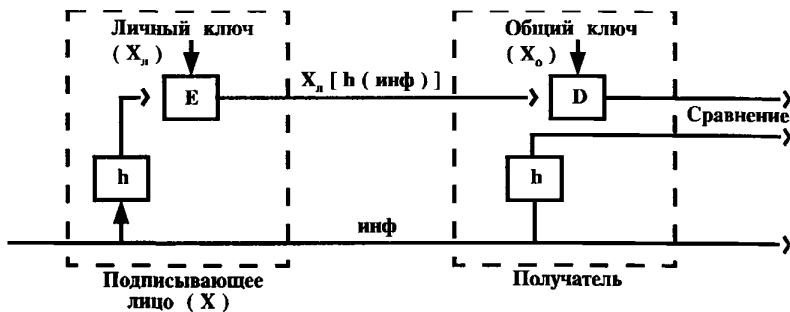 Личный ключ
( Xл )
Общий ключ
( Xо )
E
Xл [ h ( инф ) ]
D
Сравнение
h
h
инф
Подписывающее
лицо ( X )
Получатель